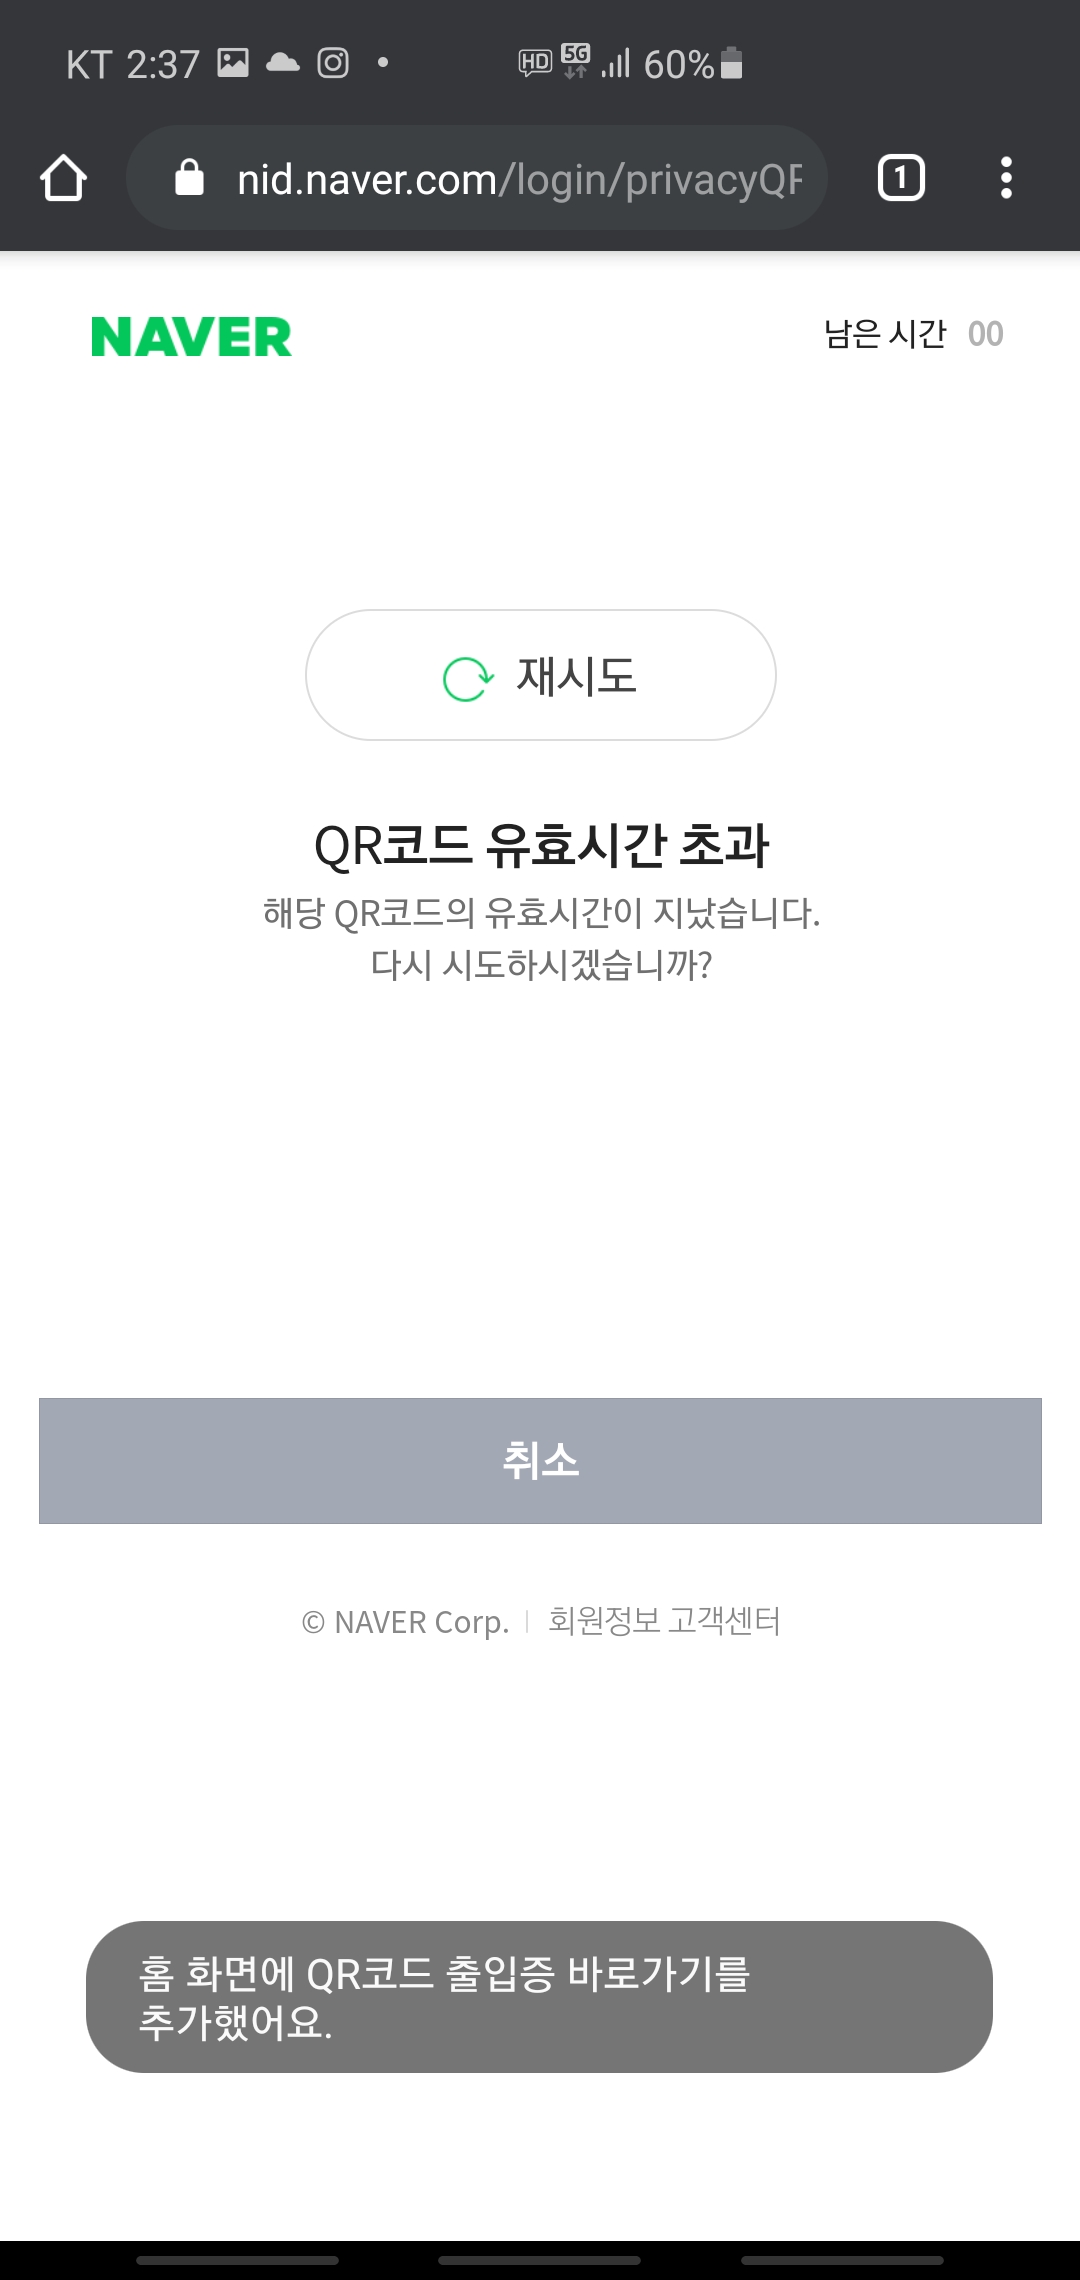 KT 2:37 HD 5G 60%
1
nid.naver.com/login/privacyQR
NAVER
남은 시간 00
재시도
QR코드 유효시간 초과
해당 QR코드의 유효시간이 지났습니다.
다시 시도하시겠습니까?
취소
© NAVER Corp. | 회원정보 고객센터
홈 화면에 QR코드 출입증 바로가기를
추가했어요.